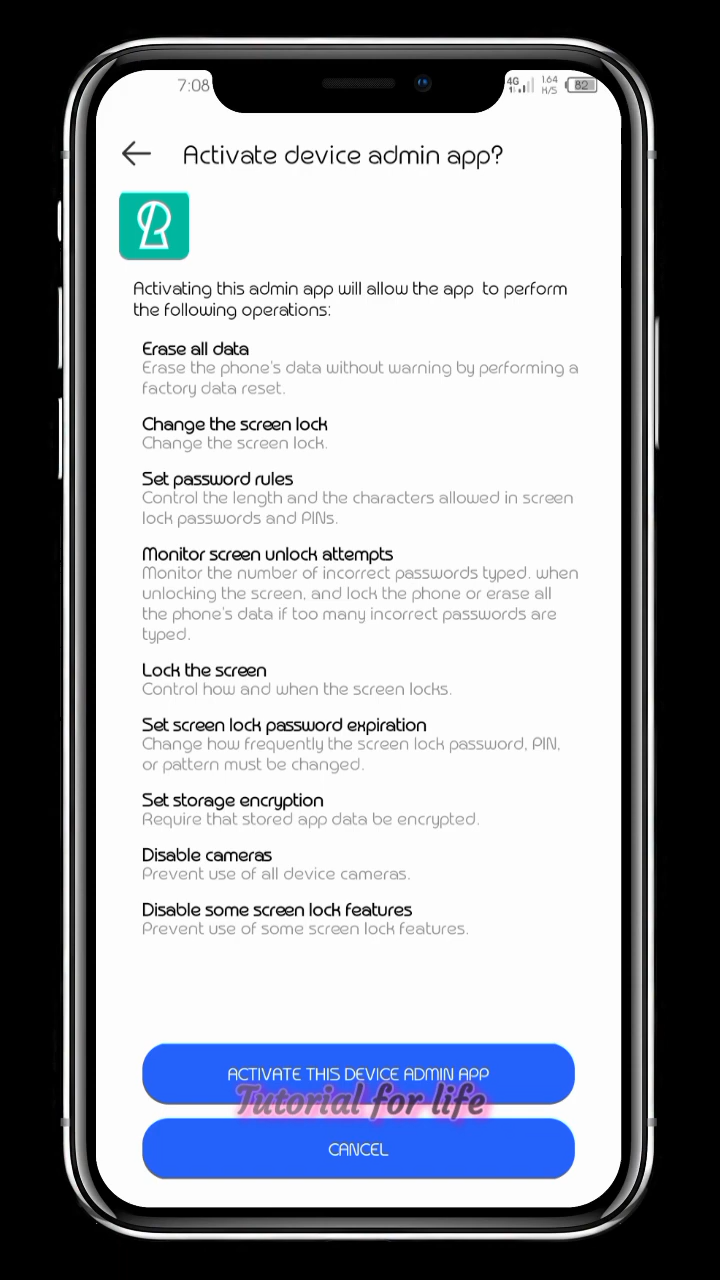 7:08
4G 1.64 K/S 82
Activate device admin app?
Activating this admin app will allow the app to perform
the following operations:
Erase all data
Erase the phone's data without warning by performing a
factory data reset.
Change the screen lock
Change the screen lock.
Set password rules
Control the length and the characters allowed in screen
lock passwords and PINs.
Monitor screen unlock attempts
Monitor the number of incorrect passwords typed. when
unlocking the screen, and lock the phone or erase all
the phone's data if too many incorrect passwords are
typed.
Lock the screen
Control how and when the screen locks.
Set screen lock password expiration
Change how frequently the screen lock password, PIN,
or pattern must be changed.
Set storage encryption
Require that stored app data be encrypted.
Disable cameras
Prevent use of all device cameras.
Disable some screen lock features
Prevent use of some screen lock features.
ACTIVATE THIS DEVICE ADMIN APP
Tutorial for life
CANCEL